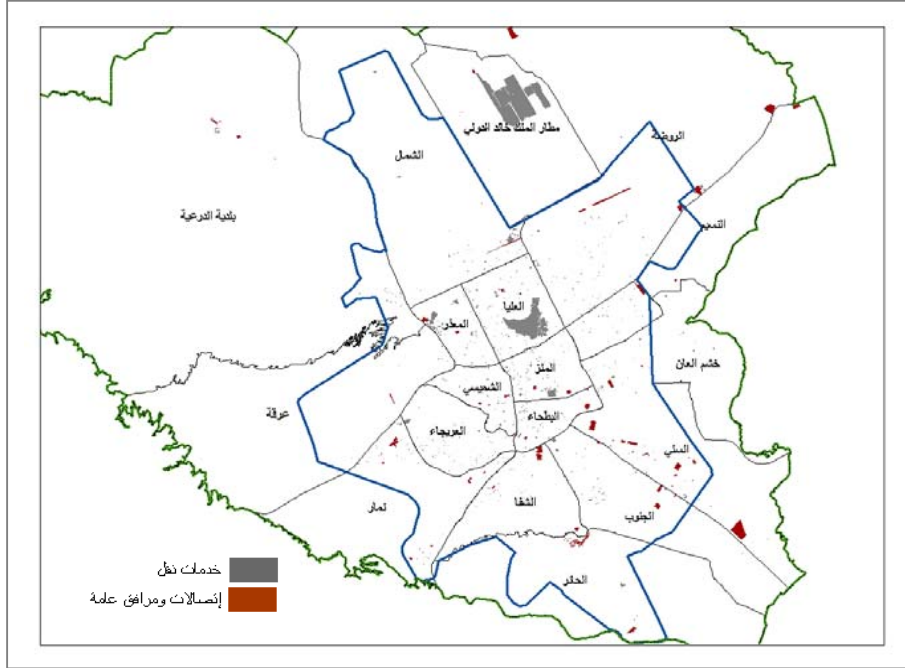 مطار الملك خالد الدولي
الروضة
الشمال
بلدية الدرعية
النسيم
العليا
المعذر
خشم العان
الملز
الشميسي
عرقة
البطحاء
العريجاء
السلي
الشفا
نمار
الجنوب
الحائر
خدمات نقل
إتصالات ومرافق عامة